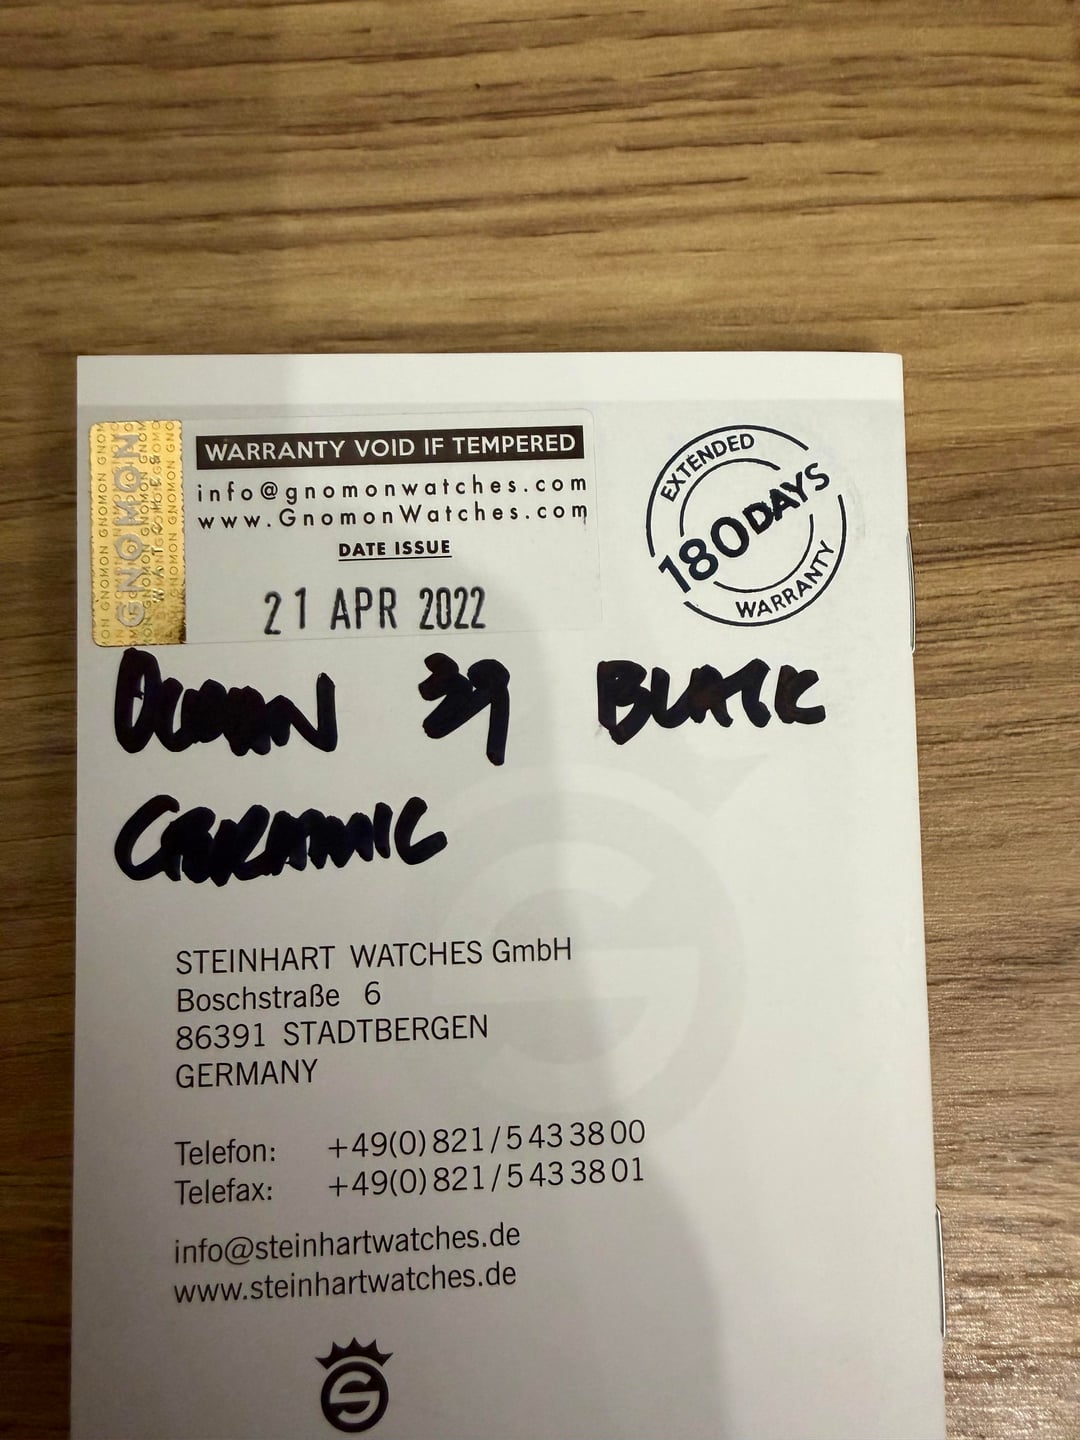 GNOMON
WATCHES
WARRANTY VOID IF TEMPERED
info@gnomonwatches.com
www.GnomonWatches.com
DATE ISSUE
21 APR 2022
EXTENDED
180 DAYS
WARRANTY
OCEAN 39 BLACK
CERAMIC
STEINHART WATCHES GmbH
Boschstraße 6
86391 STADTBERGEN
GERMANY
Telefon: +49(0)821/5433800
Telefax: +49(0)821/5433801
info@steinhartwatches.de
www.steinhartwatches.de